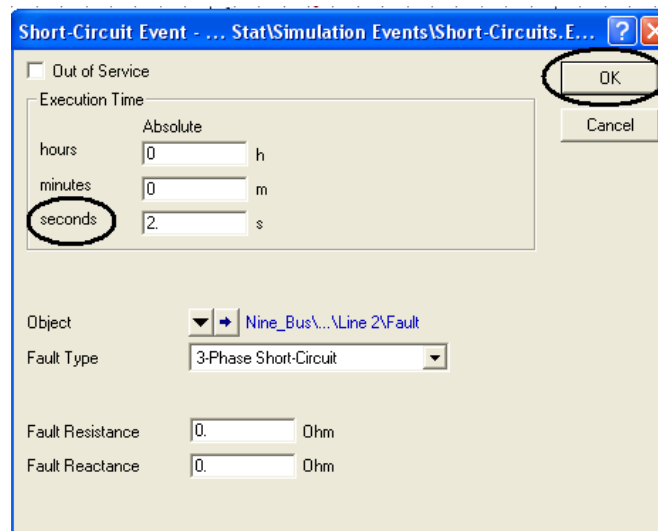 Short-Circuit Event - ... Stat\Simulation Events\Short-Circuits.E...
Out of Service
OK
Execution Time
Cancel
Absolute
hours 0 h
minutes 0 m
seconds 2. s
Object Nine_Bus\...\Line 2\Fault
Fault Type 3-Phase Short-Circuit
Fault Resistance 0. Ohm
Fault Reactance 0. Ohm